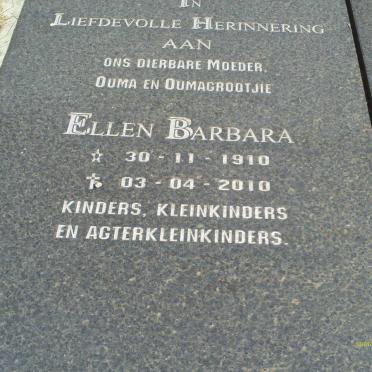 IN
LIEFDEVOLLE HERINNERING
AAN
ONS DIERBARE MOEDER,
OUMA EN OUMAGROOTJIE
ELLEN BARBARA
30 - 11 - 1910
03 - 04 - 2010
KINDERS, KLEINKINDERS
EN AGTERKLEINKINDERS.